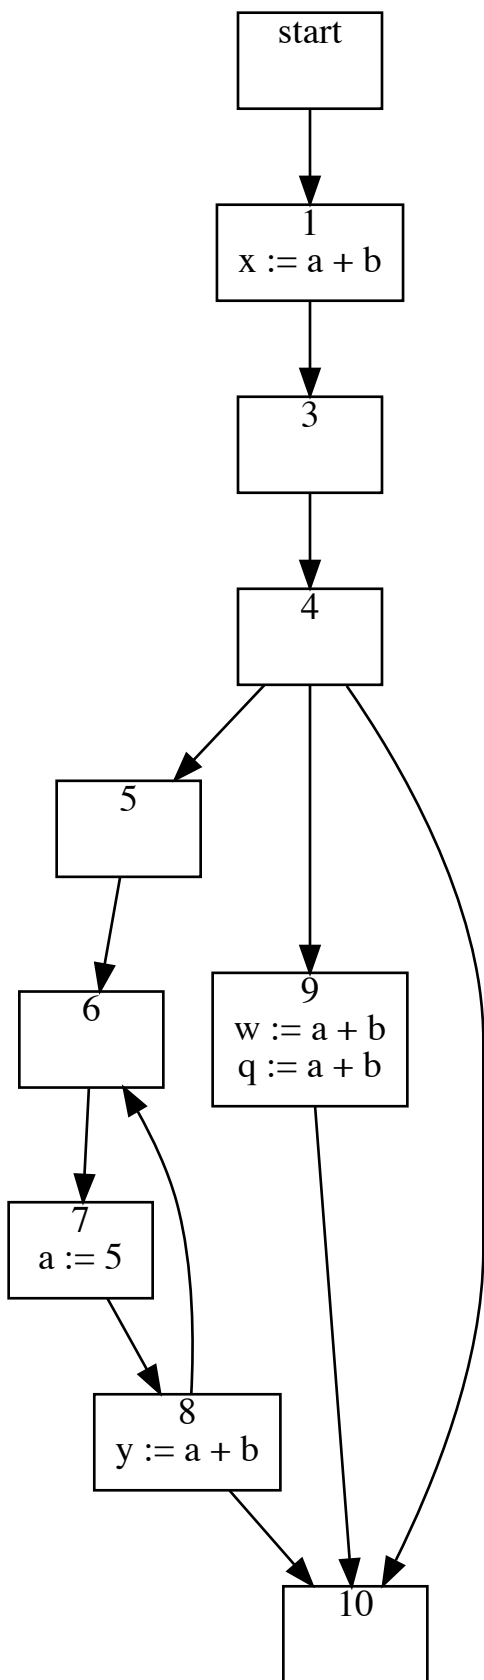 start
1
x := a + b
3
4
5
6
9
w := a + b
q := a + b
7
a := 5
8
y := a + b
10